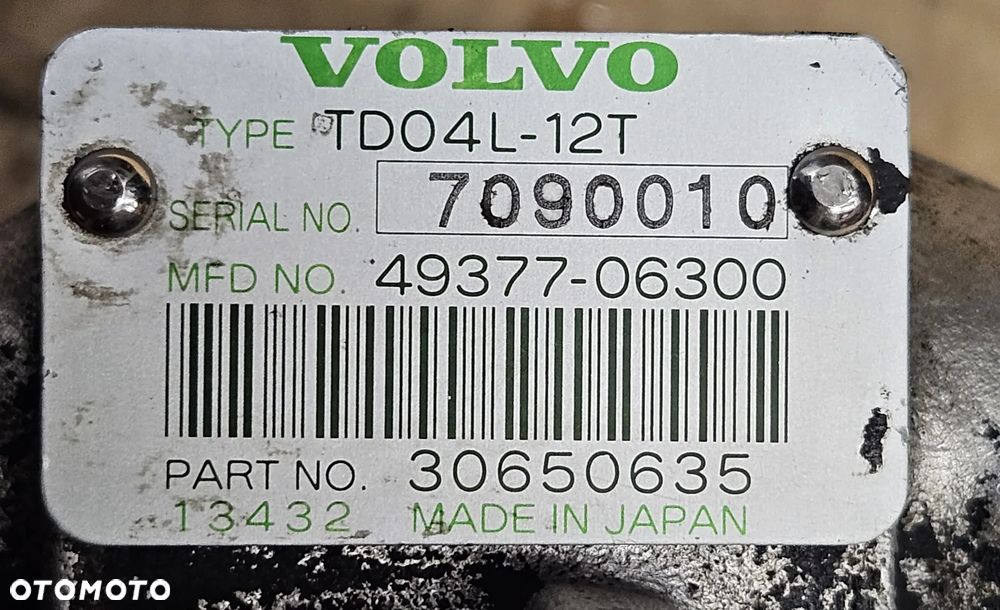 VOLVO
TYPE TD04L-12T
SERIAL NO. 7090010
MFD NO. 49377-06300
PART NO. 30650635
13432 MADE IN JAPAN
OTOMOTO